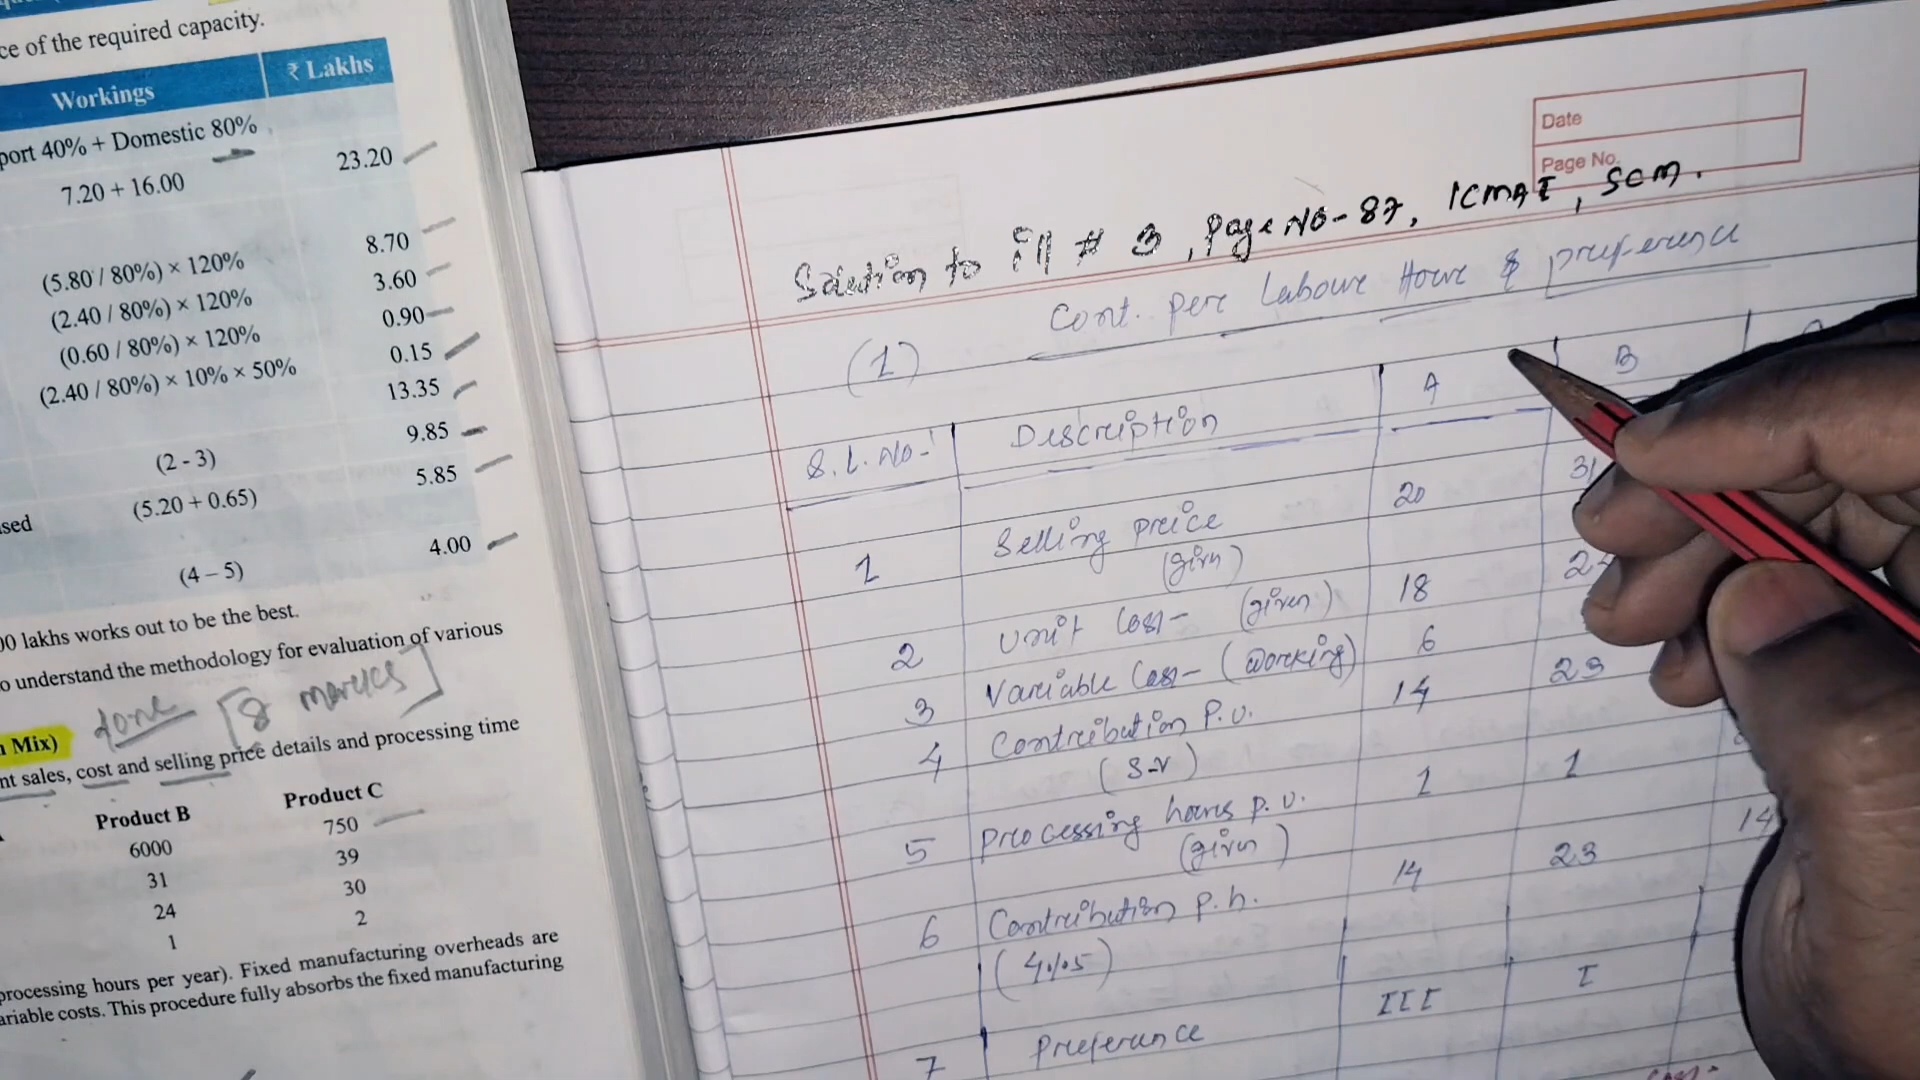 ce of the required capacity.
Workings ₹ Lakhs
port 40% + Domestic 80%
7.20 + 16.00 23.20
(5.80 / 80%) × 120% 8.70
(2.40 / 80%) × 120% 3.60
(0.60 / 80%) × 120% 0.90
(2.40 / 80%) × 10% × 50% 0.15
13.35
(2 - 3) 9.85
sed (5.20 + 0.65) 5.85
(4 – 5) 4.00
00 lakhs works out to be the best.
o understand the methodology for evaluation of various
done [8 marks]
Mix)
nt sales, cost and selling price details and processing time
Product B Product C
6000 750
31 39
24 30
1 2
processing hours per year). Fixed manufacturing overheads are
ariable costs. This procedure fully absorbs the fixed manufacturing
Date
Page No.
Solution to ill # 3, Page No-87, ICMAI, SCM.
(1) Cont. per Labour Hour & preference
S.L. No. Description A B
1 Selling price 20 31
(given)
2 Unit Cost- (given) 18 24
3 Variable Cost- (Working) 6
4 Contribution P.U. 14 23
(S-V)
5 Processing hours P.U. 1 1
(given)
6 Contribution p.h. 14 23 14
(4./.5)
7 Preference III I